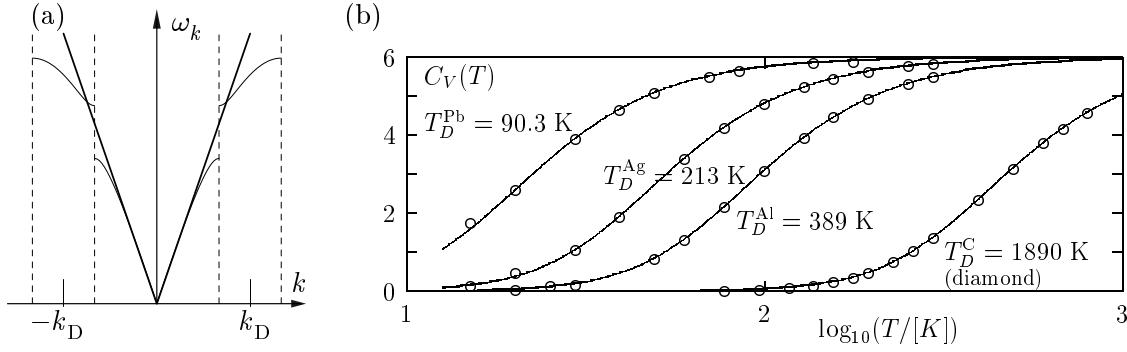 (a)
ω_k
k
−k_D
k_D
(b)
6
4
2
0
C_V(T)
T_D^Pb = 90.3 K
T_D^Ag = 213 K
T_D^Al = 389 K
T_D^C = 1890 K
(diamond)
1
2
3
log_10(T/[K])